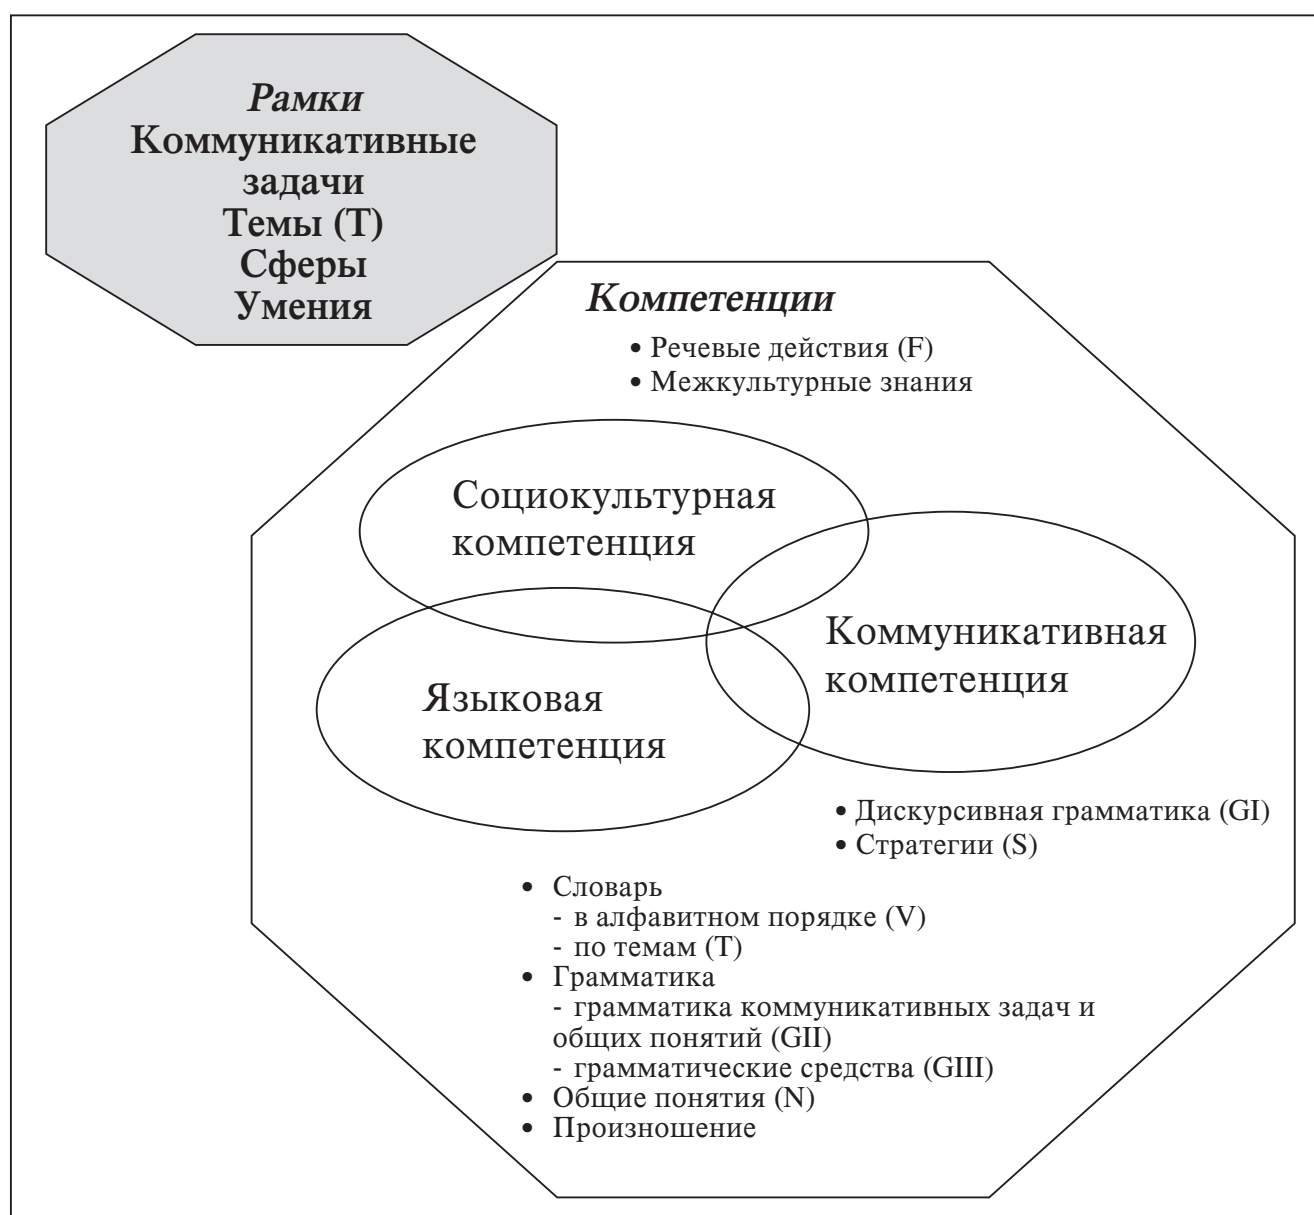 Рамки
Коммуникативные
задачи
Темы (Т)
Сферы
Умения
Компетенции
• Речевые действия (F)
• Межкультурные знания
Социокультурная
компетенция
Коммуникативная
компетенция
Языковая
компетенция
• Дискурсивная грамматика (GI)
• Стратегии (S)
• Словарь
- в алфавитном порядке (V)
- по темам (Т)
• Грамматика
- грамматика коммуникативных задач и
общих понятий (GII)
- грамматические средства (GIII)
• Общие понятия (N)
• Произношение